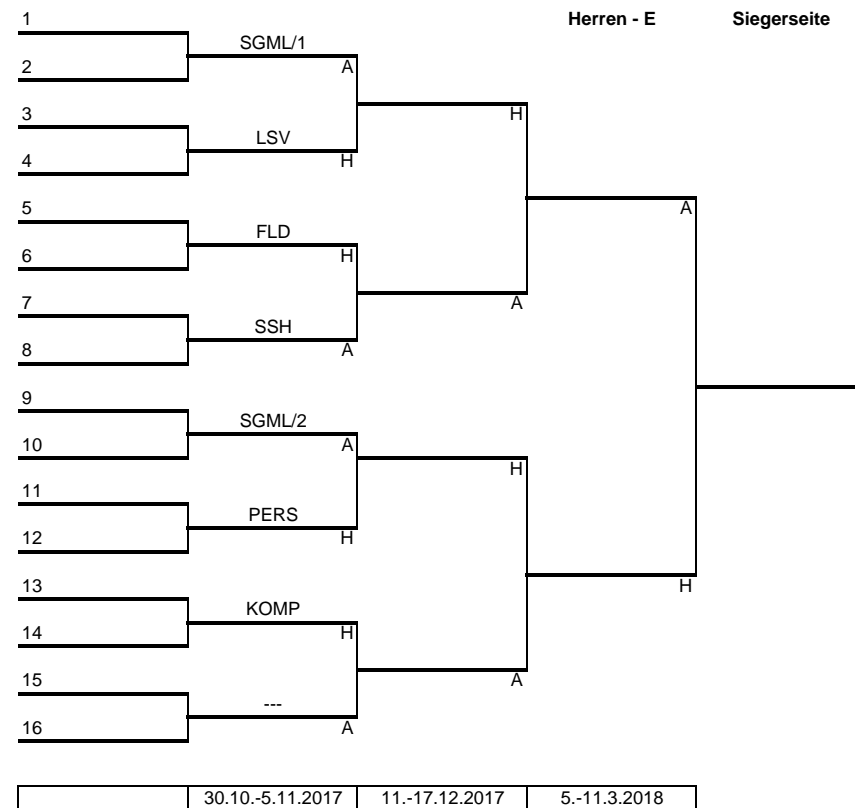 1 Herren - E Siegerseite
SGML/1
2 A
3 H
LSV
4 H
5 A
FLD
6 H
7 A
SSH
8 A
9
SGML/2
10 A
H
11
PERS
12 H
13 H
KOMP
14 H
15 A
---
16 A
30.10.-5.11.2017 11.-17.12.2017 5.-11.3.2018